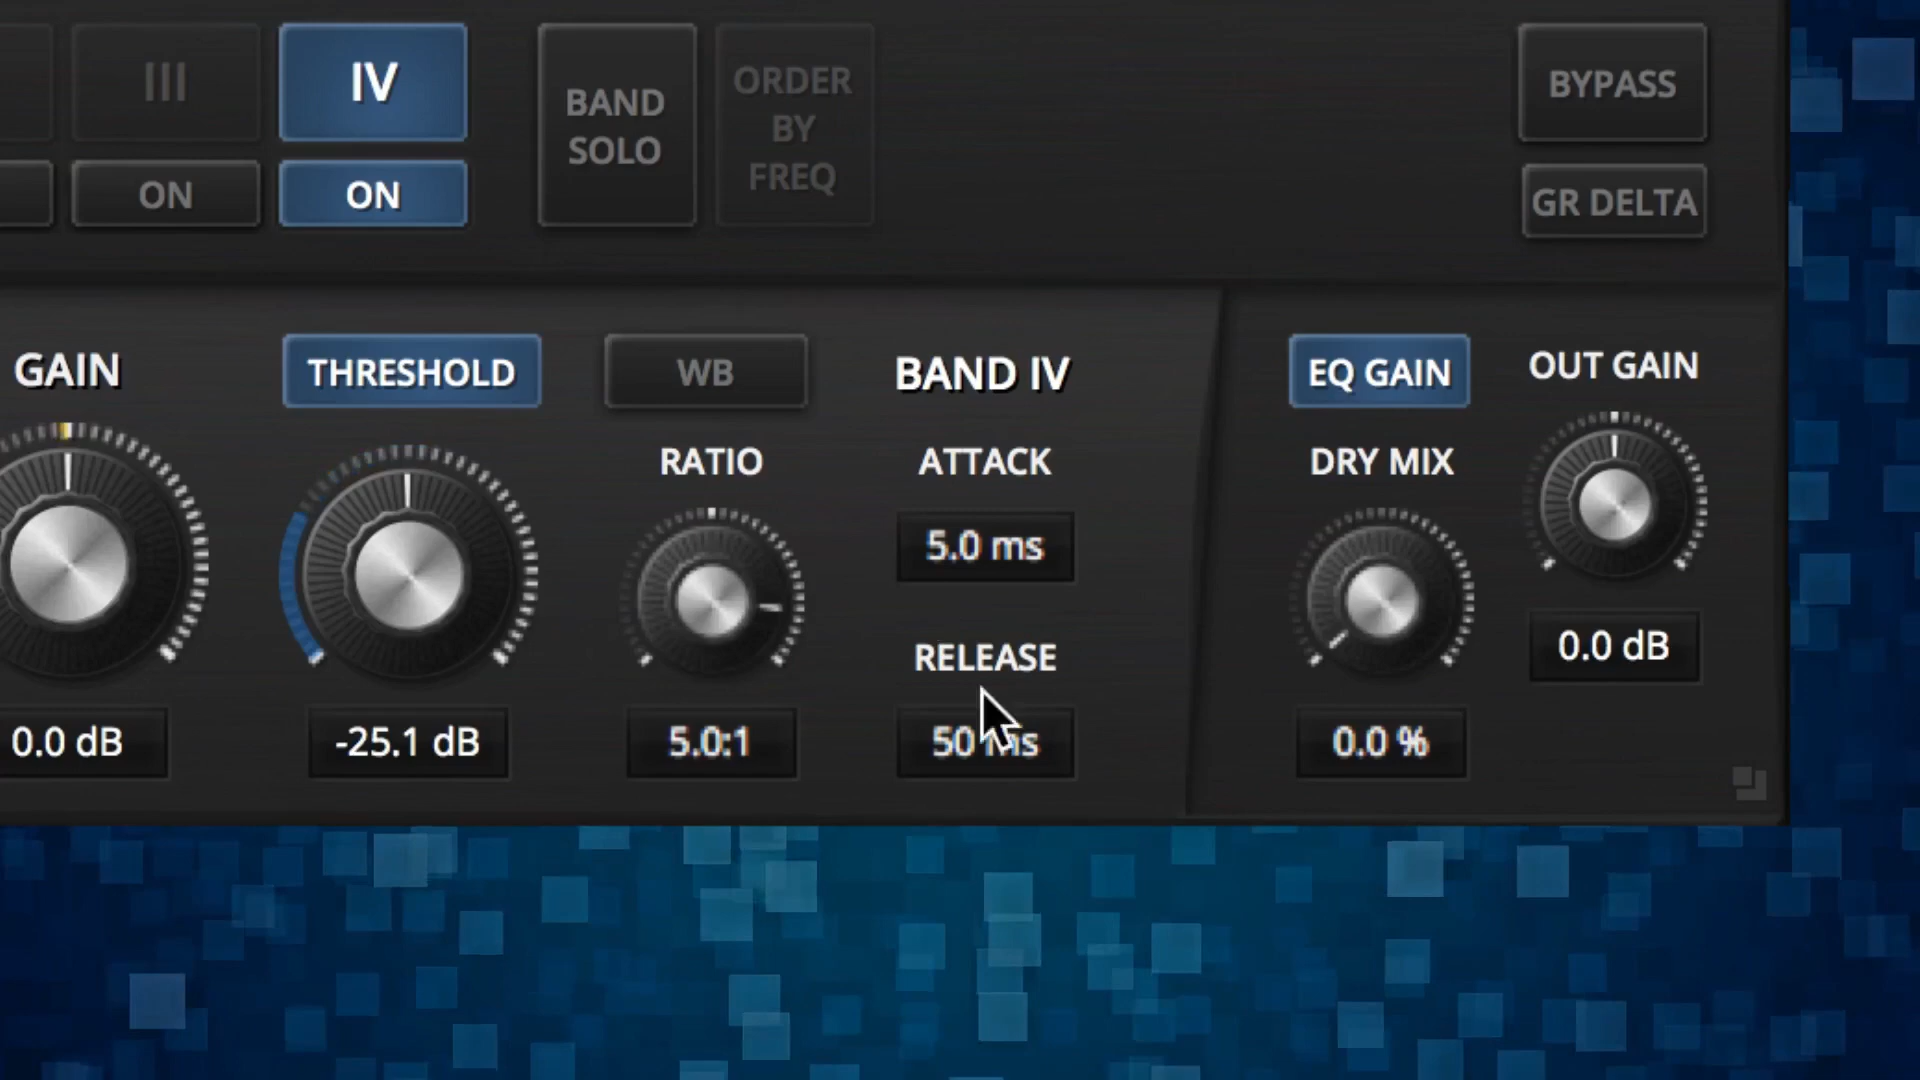 III
IV
BAND
SOLO
ORDER
BY
FREQ
BYPASS
ON
ON
GR DELTA
GAIN
THRESHOLD
WB
BAND IV
EQ GAIN
OUT GAIN
RATIO
ATTACK
DRY MIX
5.0 ms
0.0 dB
RELEASE
0.0 dB
-25.1 dB
5.0:1
50 ms
0.0 %